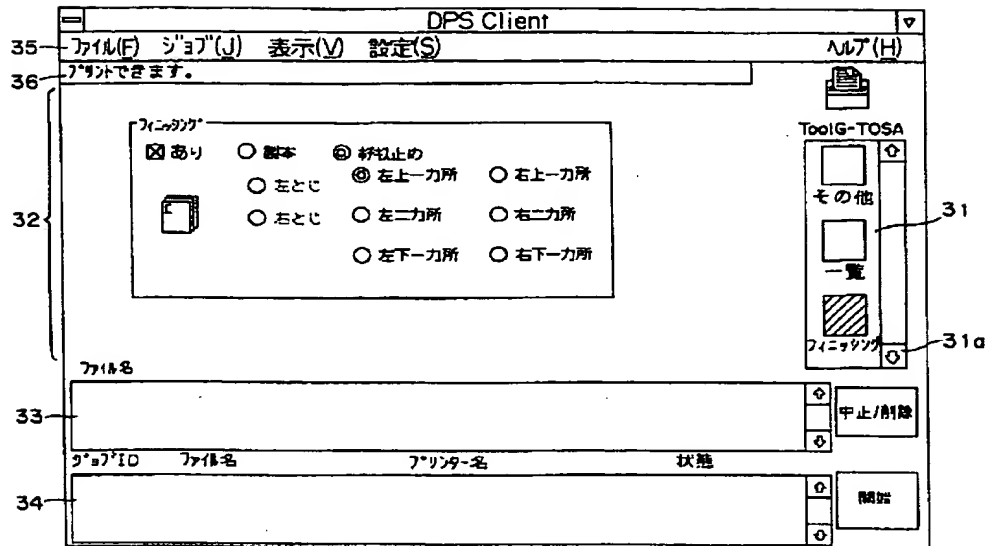 DPS Client
35 ファイル(F) ジョブ(J) 表示(V) 設定(S) ヘルプ(H)
36 プリントできます。
ToolG-TOSA
フィニッシング
あり 製本 針止め
左とじ 左上一カ所 右上一カ所
右とじ 左二カ所 右二カ所
左下一カ所 右下一カ所
32
その他
31
一覧
フィニッシング
31a
ファイル名
33 中止/削除
ジョブID ファイル名 プリンター名 状態
34 開始